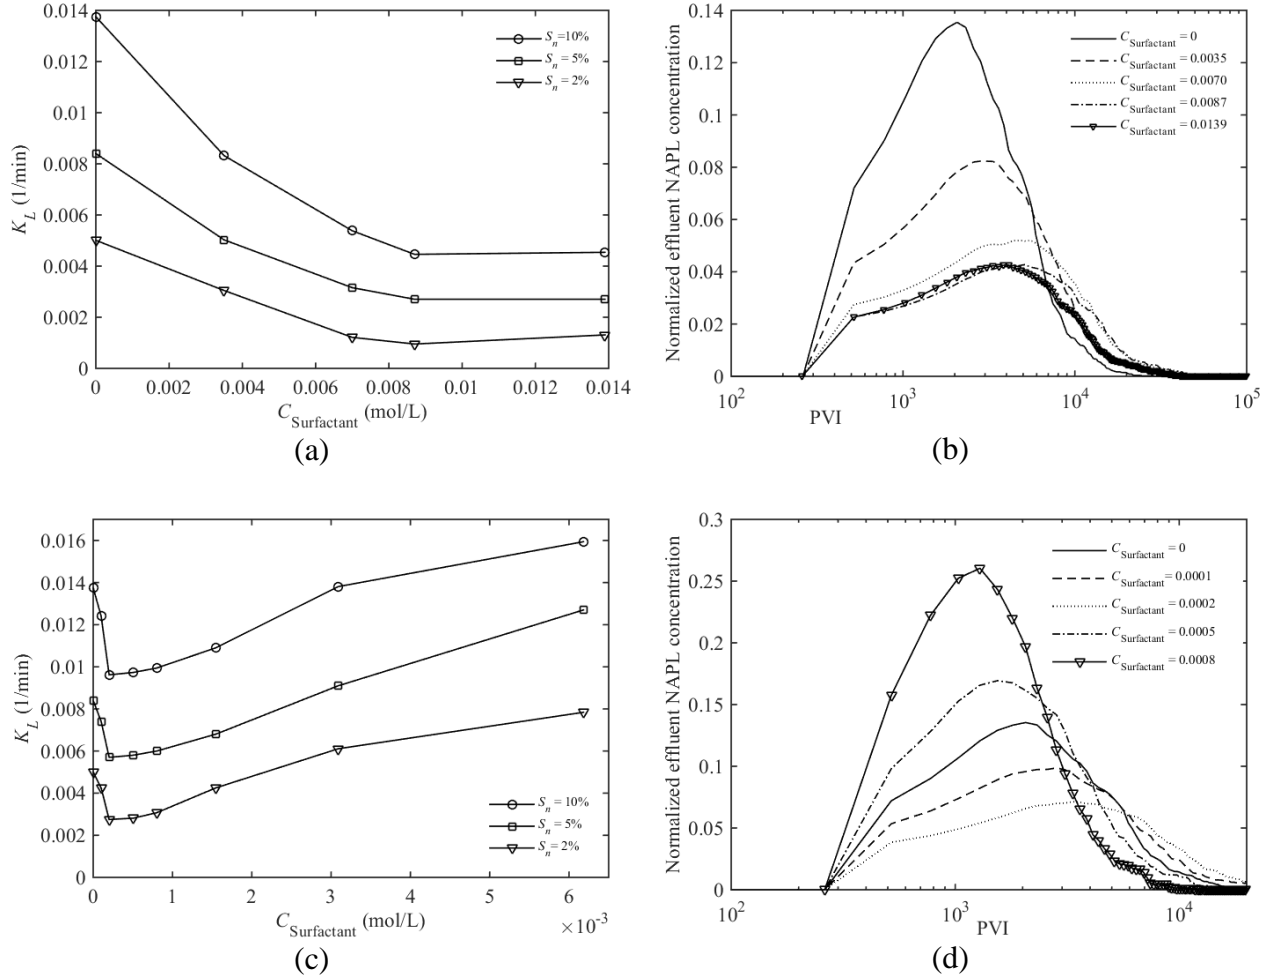 0.014
0.012
0.01
0.008
0.006
0.004
0.002
0
K_L (1/min)
S_n =10%
S_n = 5%
S_n = 2%
0 0.002 0.004 0.006 0.008 0.01 0.012 0.014
C_Surfactant (mol/L)
(a)
0.14
0.12
0.1
0.08
0.06
0.04
0.02
0
Normalized effluent NAPL concentration
C_Surfactant = 0
C_Surfactant = 0.0035
C_Surfactant = 0.0070
C_Surfactant = 0.0087
C_Surfactant = 0.0139
10^2 10^3 10^4 10^5
PVI
(b)
0.016
0.014
0.012
0.01
0.008
0.006
0.004
0.002
0
K_L (1/min)
S_n = 10%
S_n = 5%
S_n = 2%
0 1 2 3 4 5 6
C_Surfactant (mol/L) ×10^-3
(c)
0.3
0.25
0.2
0.15
0.1
0.05
0
Normalized effluent NAPL concentration
C_Surfactant = 0
C_Surfactant = 0.0001
C_Surfactant = 0.0002
C_Surfactant = 0.0005
C_Surfactant = 0.0008
10^2 10^3 10^4
PVI
(d)